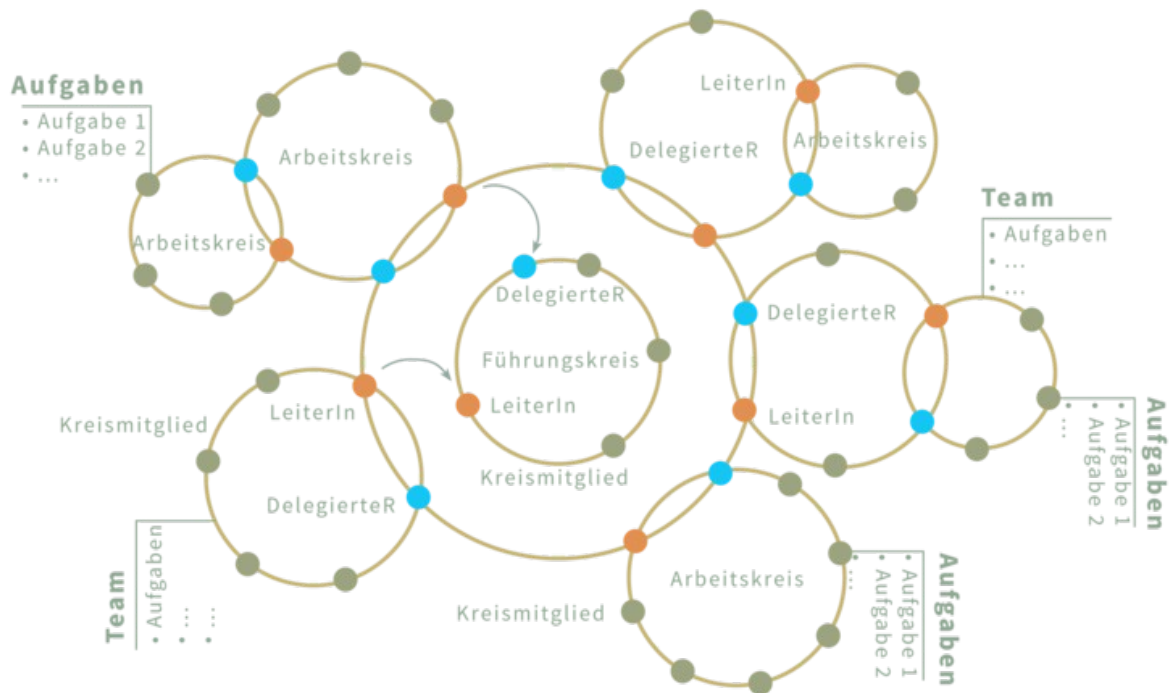 Aufgaben
• Aufgabe 1
• Aufgabe 2
• ...
Arbeitskreis
Arbeitskreis
LeiterIn
DelegierteR
Arbeitskreis
Team
• Aufgaben
• ...
• ...
DelegierteR
LeiterIn
DelegierteR
Führungskreis
LeiterIn
Kreismitglied
LeiterIn
Kreismitglied
DelegierteR
Team
• Aufgaben
• ...
• ...
Arbeitskreis
Kreismitglied
Aufgaben
• Aufgabe 1
• Aufgabe 2
• ...
Aufgaben
• Aufgabe 1
• Aufgabe 2
• ...